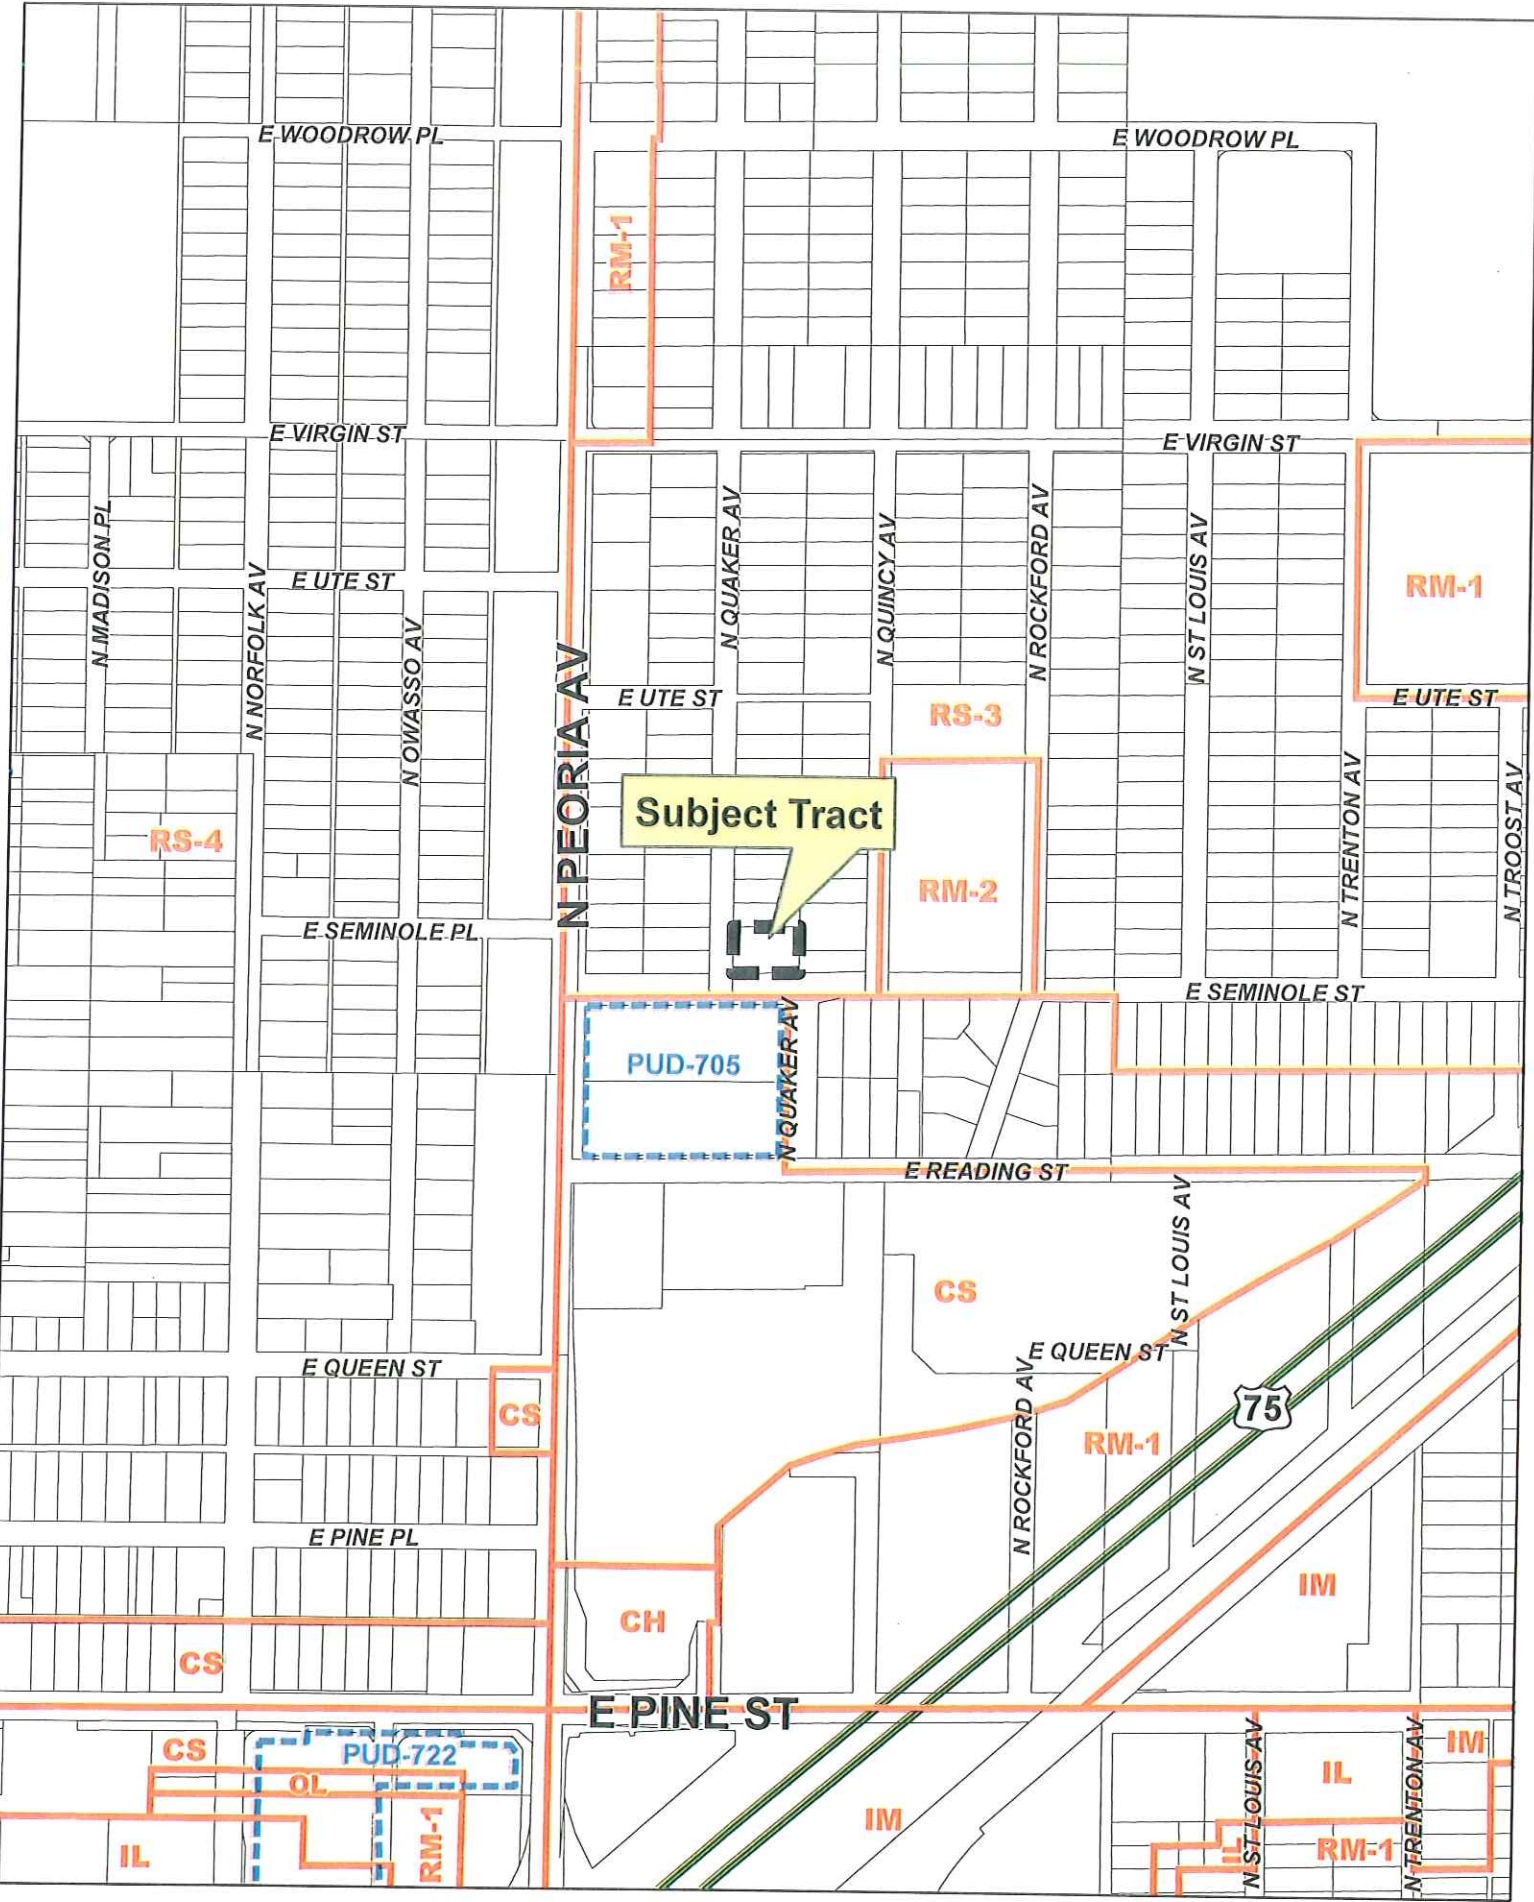 E WOODROW PL
E WOODROW PL
RM-1
E VIRGIN ST
E VIRGIN ST
N MADISON PL
N NORFOLK AV
E UTE ST
N OWASSO AV
N PEORIA AV
N QUAKER AV
N QUINCY AV
N ROCKFORD AV
N ST LOUIS AV
RM-1
E UTE ST
E UTE ST
RS-3
Subject Tract
RS-4
RM-2
N TRENTON AV
N TROOST AV
E SEMINOLE PL
E SEMINOLE ST
PUD-705
N QUAKER AV
E READING ST
N ST LOUIS AV
CS
E QUEEN ST
E QUEEN ST
CS
N ROCKFORD AV
RM-1
75
E PINE PL
IM
CH
CS
E PINE ST
CS
PUD-722
OL
RM-1
IL
IM
N ST LOUIS AV
IL
N TRENTON AV
IM
IL
RM-1